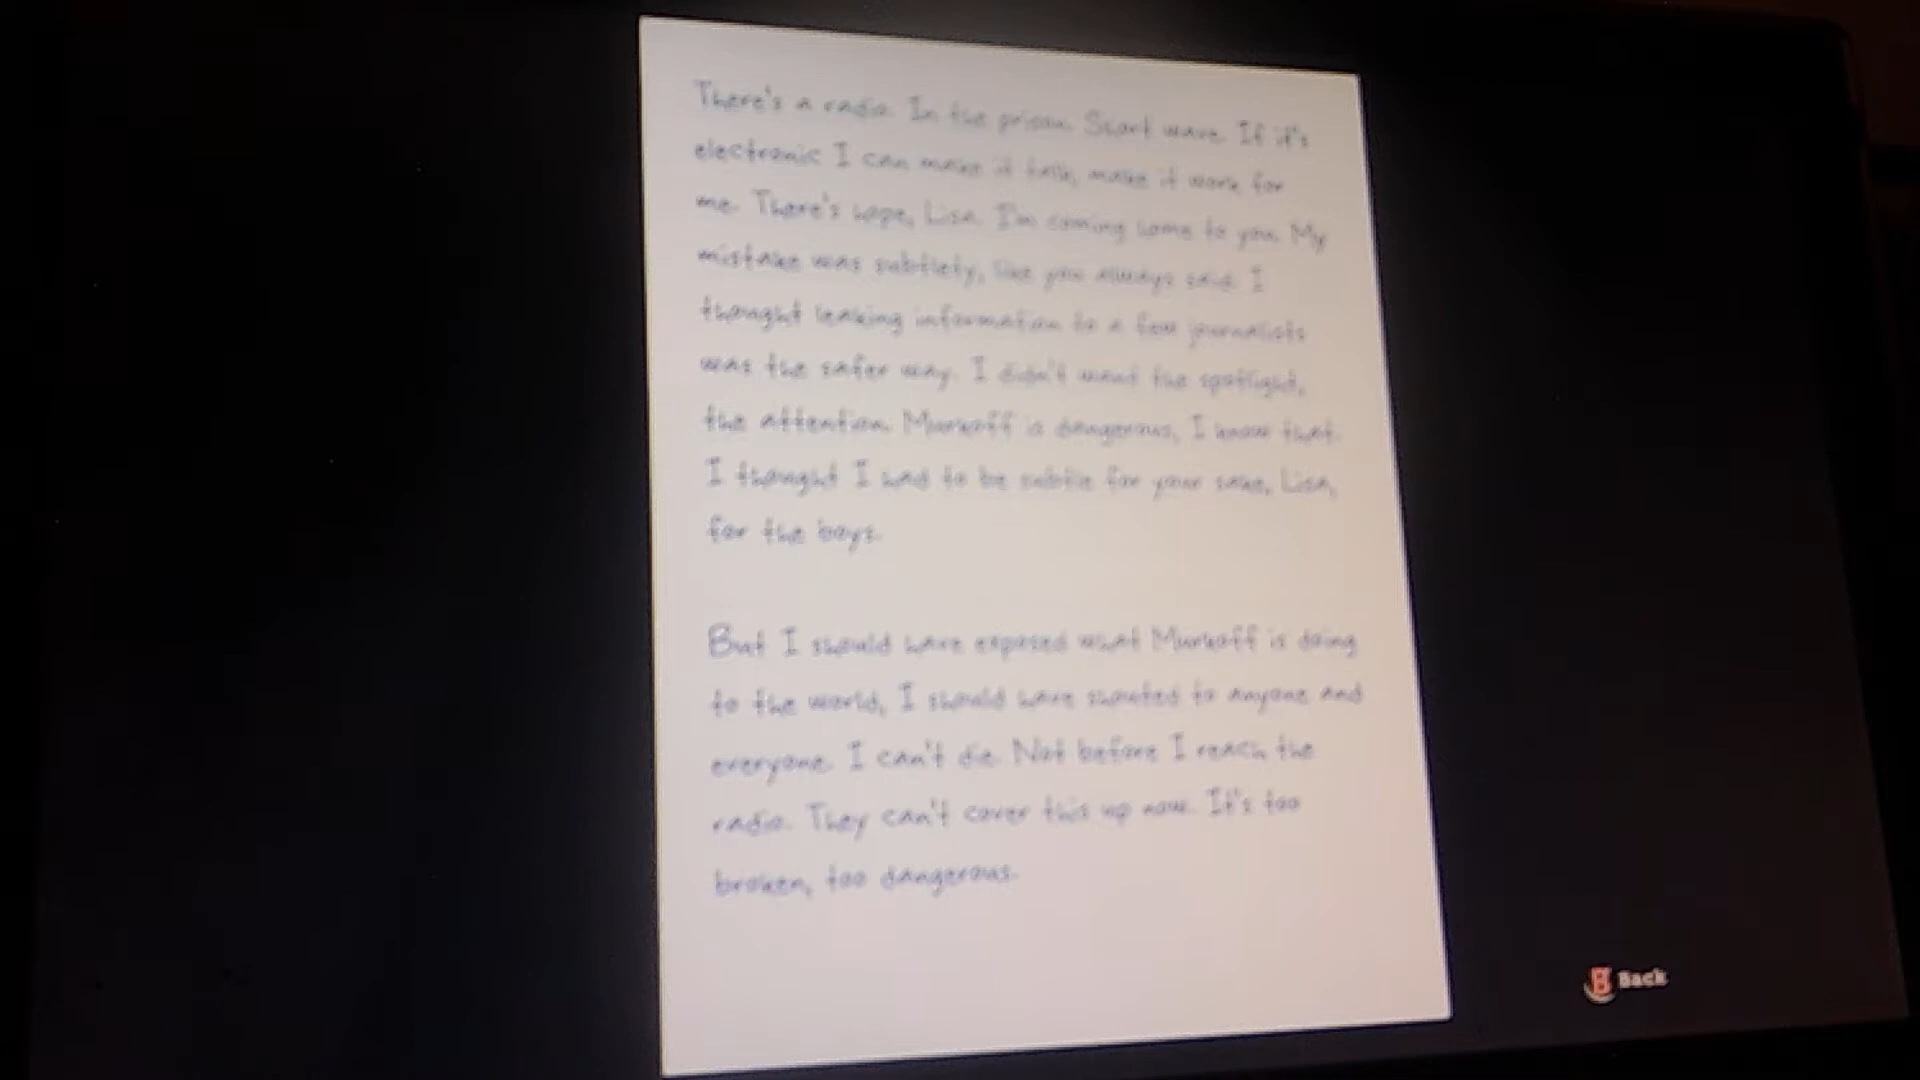 There's a radio. In the prison. Short wave. If it's
electronic I can make it talk, make it work for
me. There's hope, Lisa. I'm coming home to you. My
mistake was subtlety, like you always said. I
thought leaking information to a few journalists
was the safer way. I didn't want the spotlight,
the attention. Murkoff is dangerous, I know that.
I thought I had to be subtle for your sake, Lisa,
for the boys.
But I should have exposed what Murkoff is doing
to the world, I should have shouted to anyone and
everyone. I can't die. Not before I reach the
radio. They can't cover this up now. It's too
broken, too dangerous.
B Back